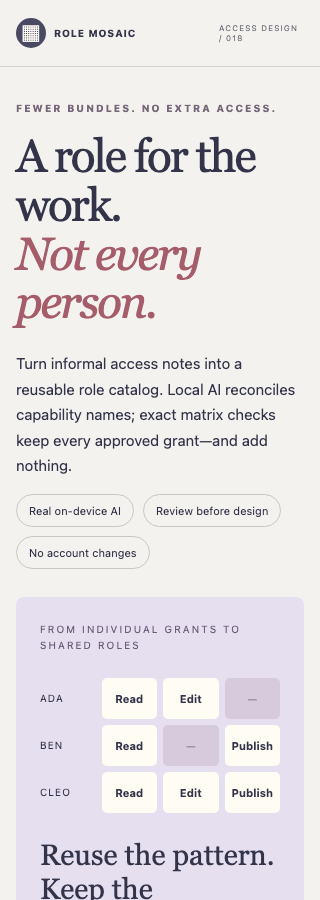 ROLE MOSAIC
ACCESS DESIGN
/ 018
FEWER BUNDLES. NO EXTRA ACCESS.
A role for the
work.
Not every
person.
Turn informal access notes into a
reusable role catalog. Local AI reconciles
capability names; exact matrix checks
keep every approved grant—and add
nothing.
Real on-device AI
Review before design
No account changes
FROM INDIVIDUAL GRANTS TO
SHARED ROLES
ADA Read Edit —
BEN Read — Publish
CLEO Read Edit Publish
Reuse the pattern.
Keep the